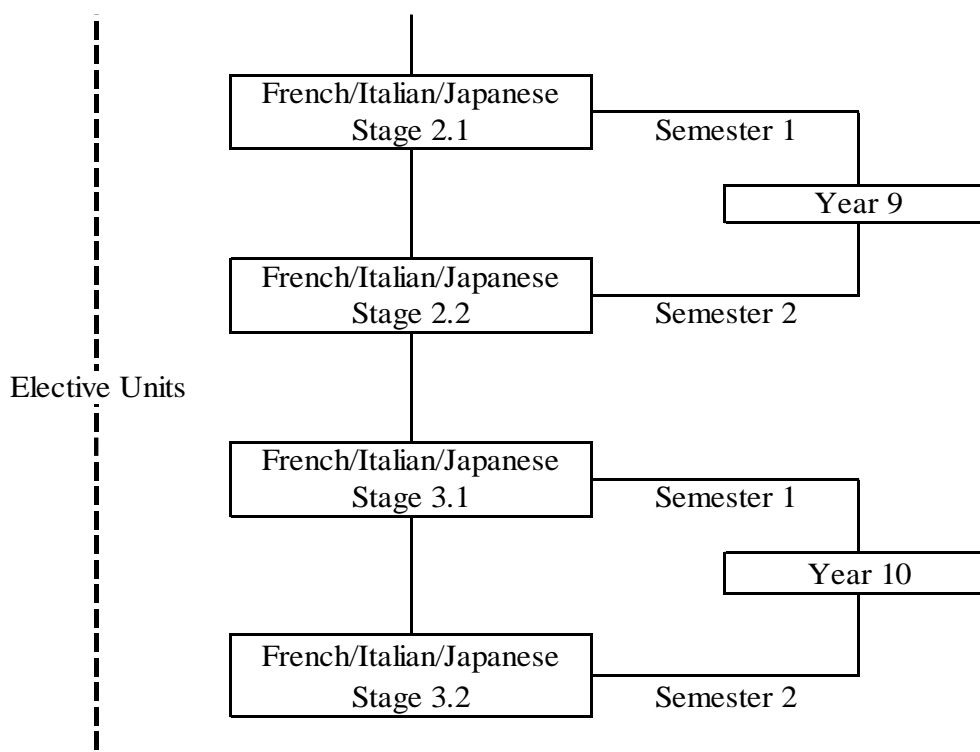 French/Italian/Japanese
Stage 2.1
Semester 1
Year 9
French/Italian/Japanese
Stage 2.2
Semester 2
Elective Units
French/Italian/Japanese
Stage 3.1
Semester 1
Year 10
French/Italian/Japanese
Stage 3.2
Semester 2